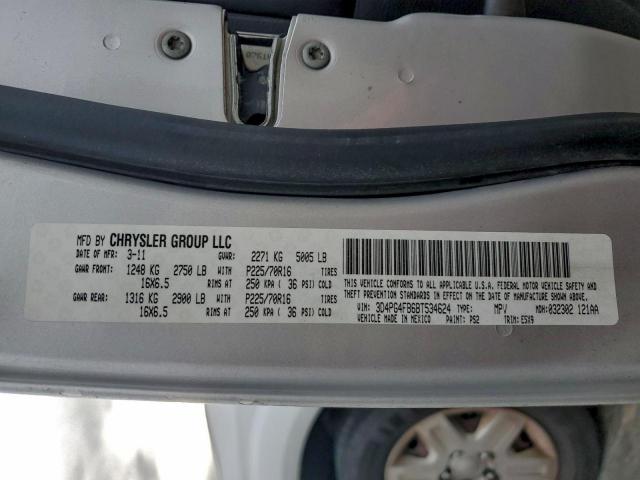 MFD BY CHRYSLER GROUP LLC
DATE OF MFR: 3-11 GVWR: 2271 KG 5005 LB
GAWR FRONT: 1248 KG 2750 LB WITH P225/70R16 TIRES
16X6.5 RIMS AT 250 KPA ( 36 PSI) COLD
GAWR REAR: 1316 KG 2900 LB WITH P225/70R16 TIRES
16X6.5 RIMS AT 250 KPA ( 36 PSI) COLD
THIS VEHICLE CONFORMS TO ALL APPLICABLE U.S.A. FEDERAL MOTOR VEHICLE SAFETY AND
THEFT PREVENTION STANDARDS IN EFFECT ON THE DATE OF MANUFACTURE SHOWN ABOVE.
VIN: 3D4PG4FB6BT534624 TYPE: MPV MDH:032302 121AA
VEHICLE MADE IN MEXICO PAINT: PS2 TRIM: E5X9